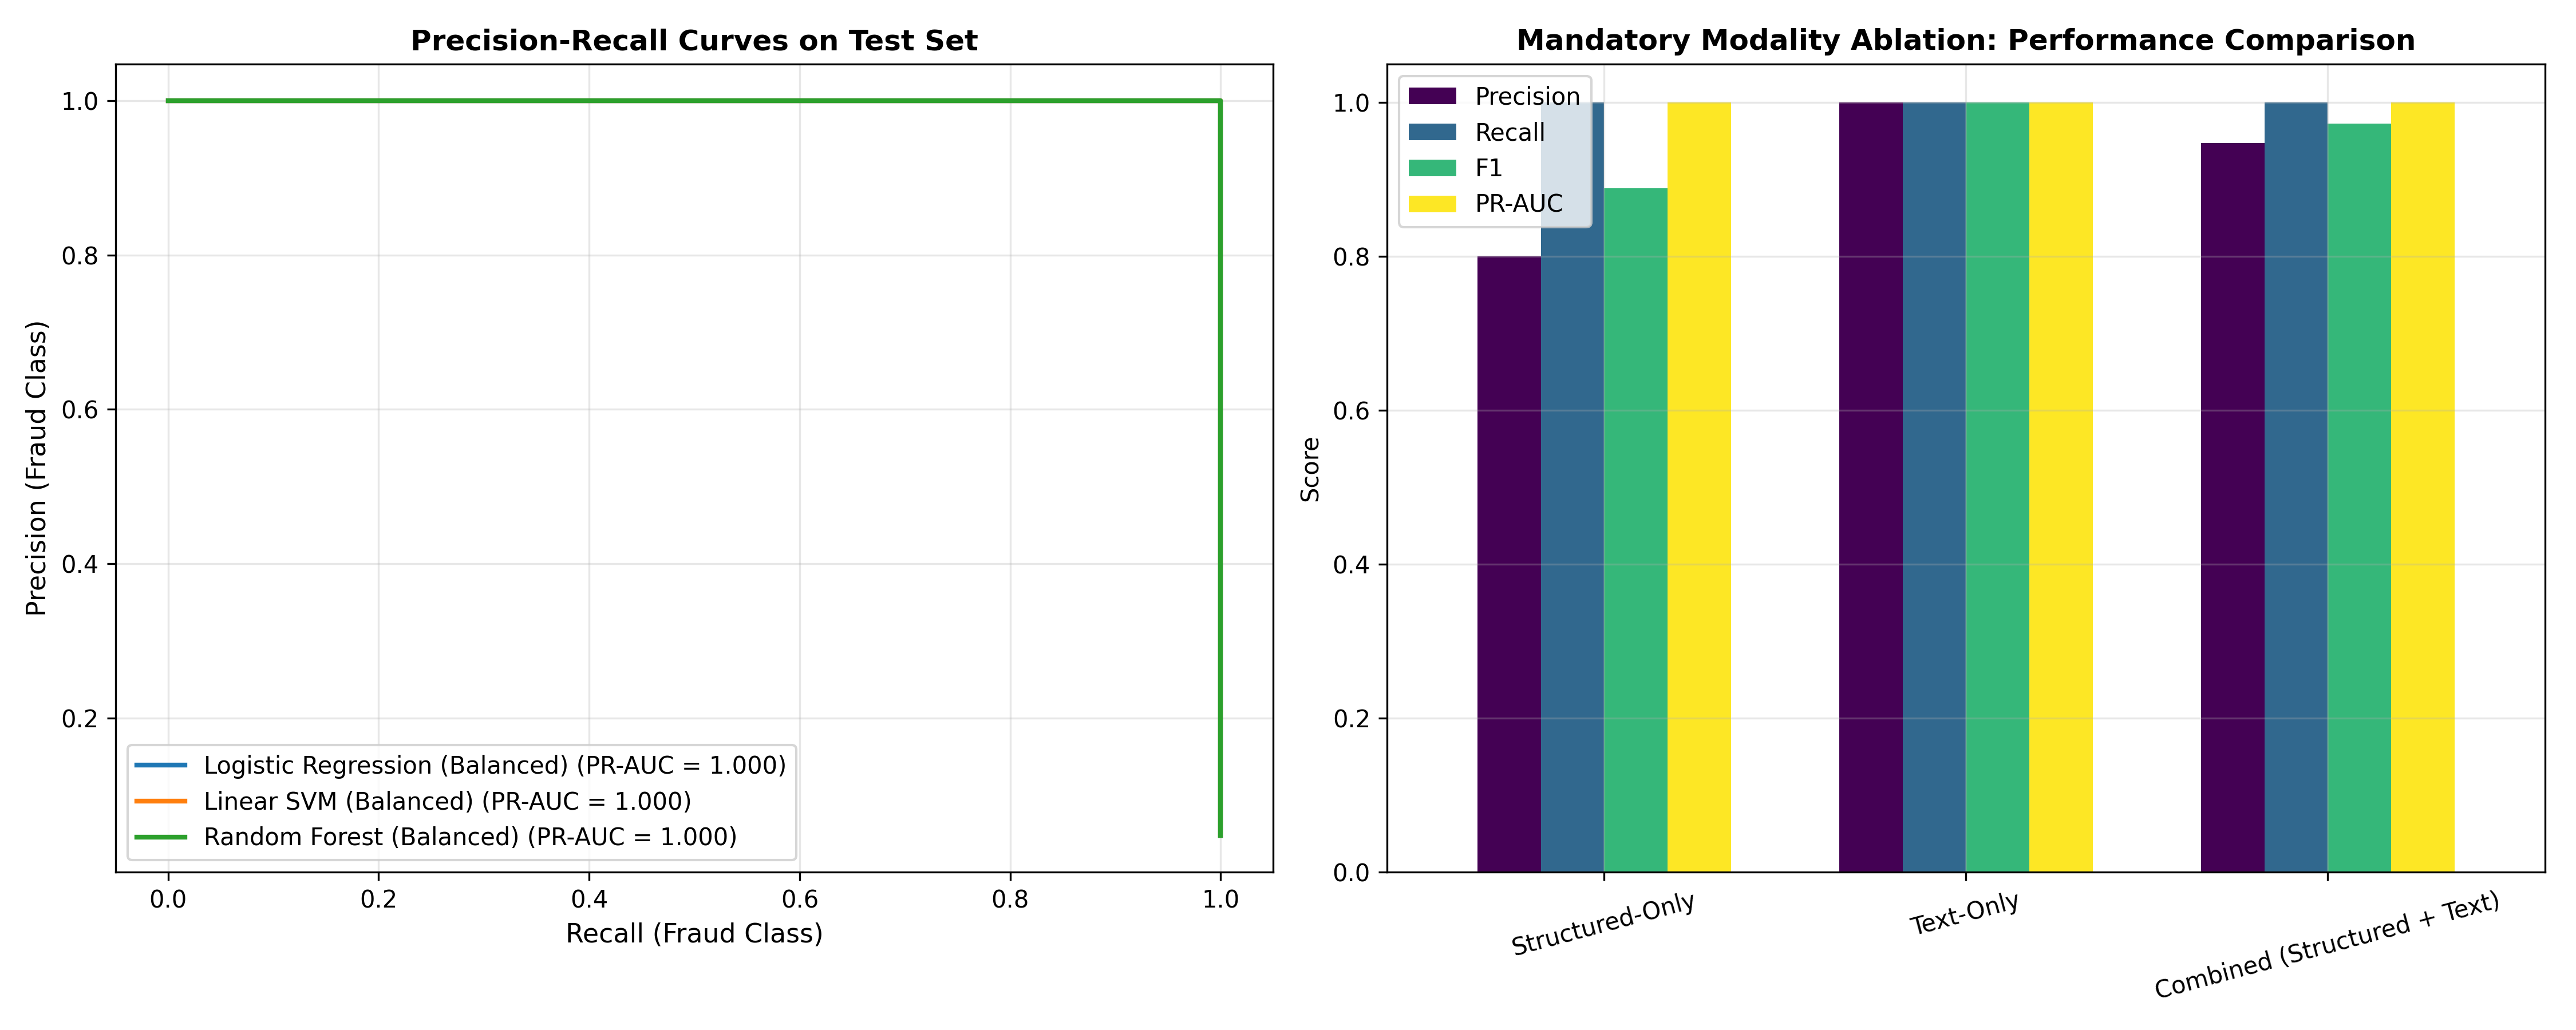 Precision-Recall Curves on Test Set
Precision (Fraud Class)
1.0
0.8
0.6
0.4
0.2
Logistic Regression (Balanced) (PR-AUC = 1.000)
Linear SVM (Balanced) (PR-AUC = 1.000)
Random Forest (Balanced) (PR-AUC = 1.000)
0.0 0.2 0.4 0.6 0.8 1.0
Recall (Fraud Class)
Mandatory Modality Ablation: Performance Comparison
Score
1.0
0.8
0.6
0.4
0.2
0.0
Precision
Recall
F1
PR-AUC
Structured-Only
Text-Only
Combined (Structured + Text)